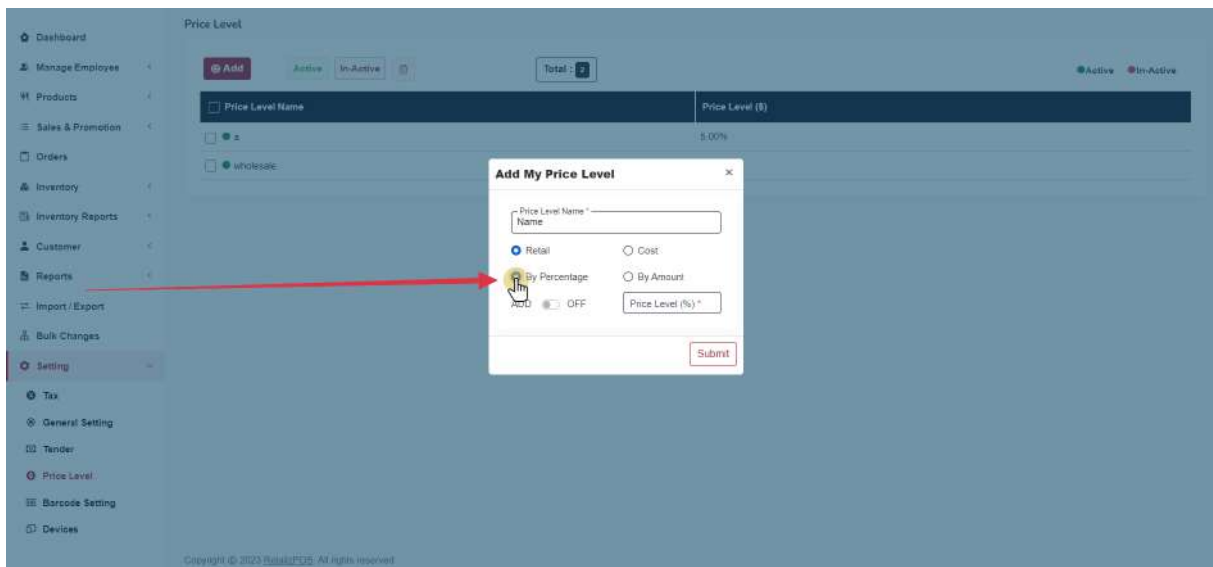 Price Level
Dashboard
Manage Employee
Products
Sales & Promotion
Orders
Inventory
Inventory Reports
Customer
Reports
Import / Export
Bulk Changes
Setting
Tax
General Setting
Tender
Price Level
Barcode Setting
Devices
Add Active In-Active Total : 2 Active In-Active
Price Level Name Price Level ($)
a 5.00%
wholesale
Add My Price Level ×
Price Level Name *
Name
Retail Cost
By Percentage By Amount
ADD OFF Price Level (%) *
Submit
Copyright © 2023 All rights reserved